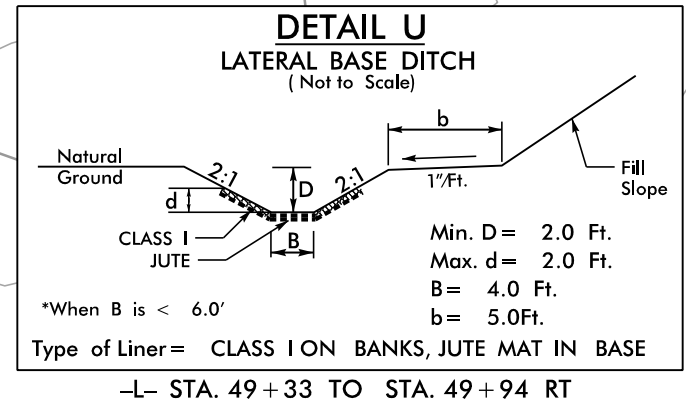 DETAIL U
LATERAL BASE DITCH
( Not to Scale)
b
Natural
Ground
2:1
D
2:1
1"/Ft.
Fill
Slope
d
CLASS I
B
JUTE
Min. D = 2.0 Ft.
Max. d = 2.0 Ft.
B = 4.0 Ft.
b = 5.0Ft.
*When B is < 6.0'
Type of Liner = CLASS I ON BANKS, JUTE MAT IN BASE
-L- STA. 49+33 TO STA. 49+94 RT